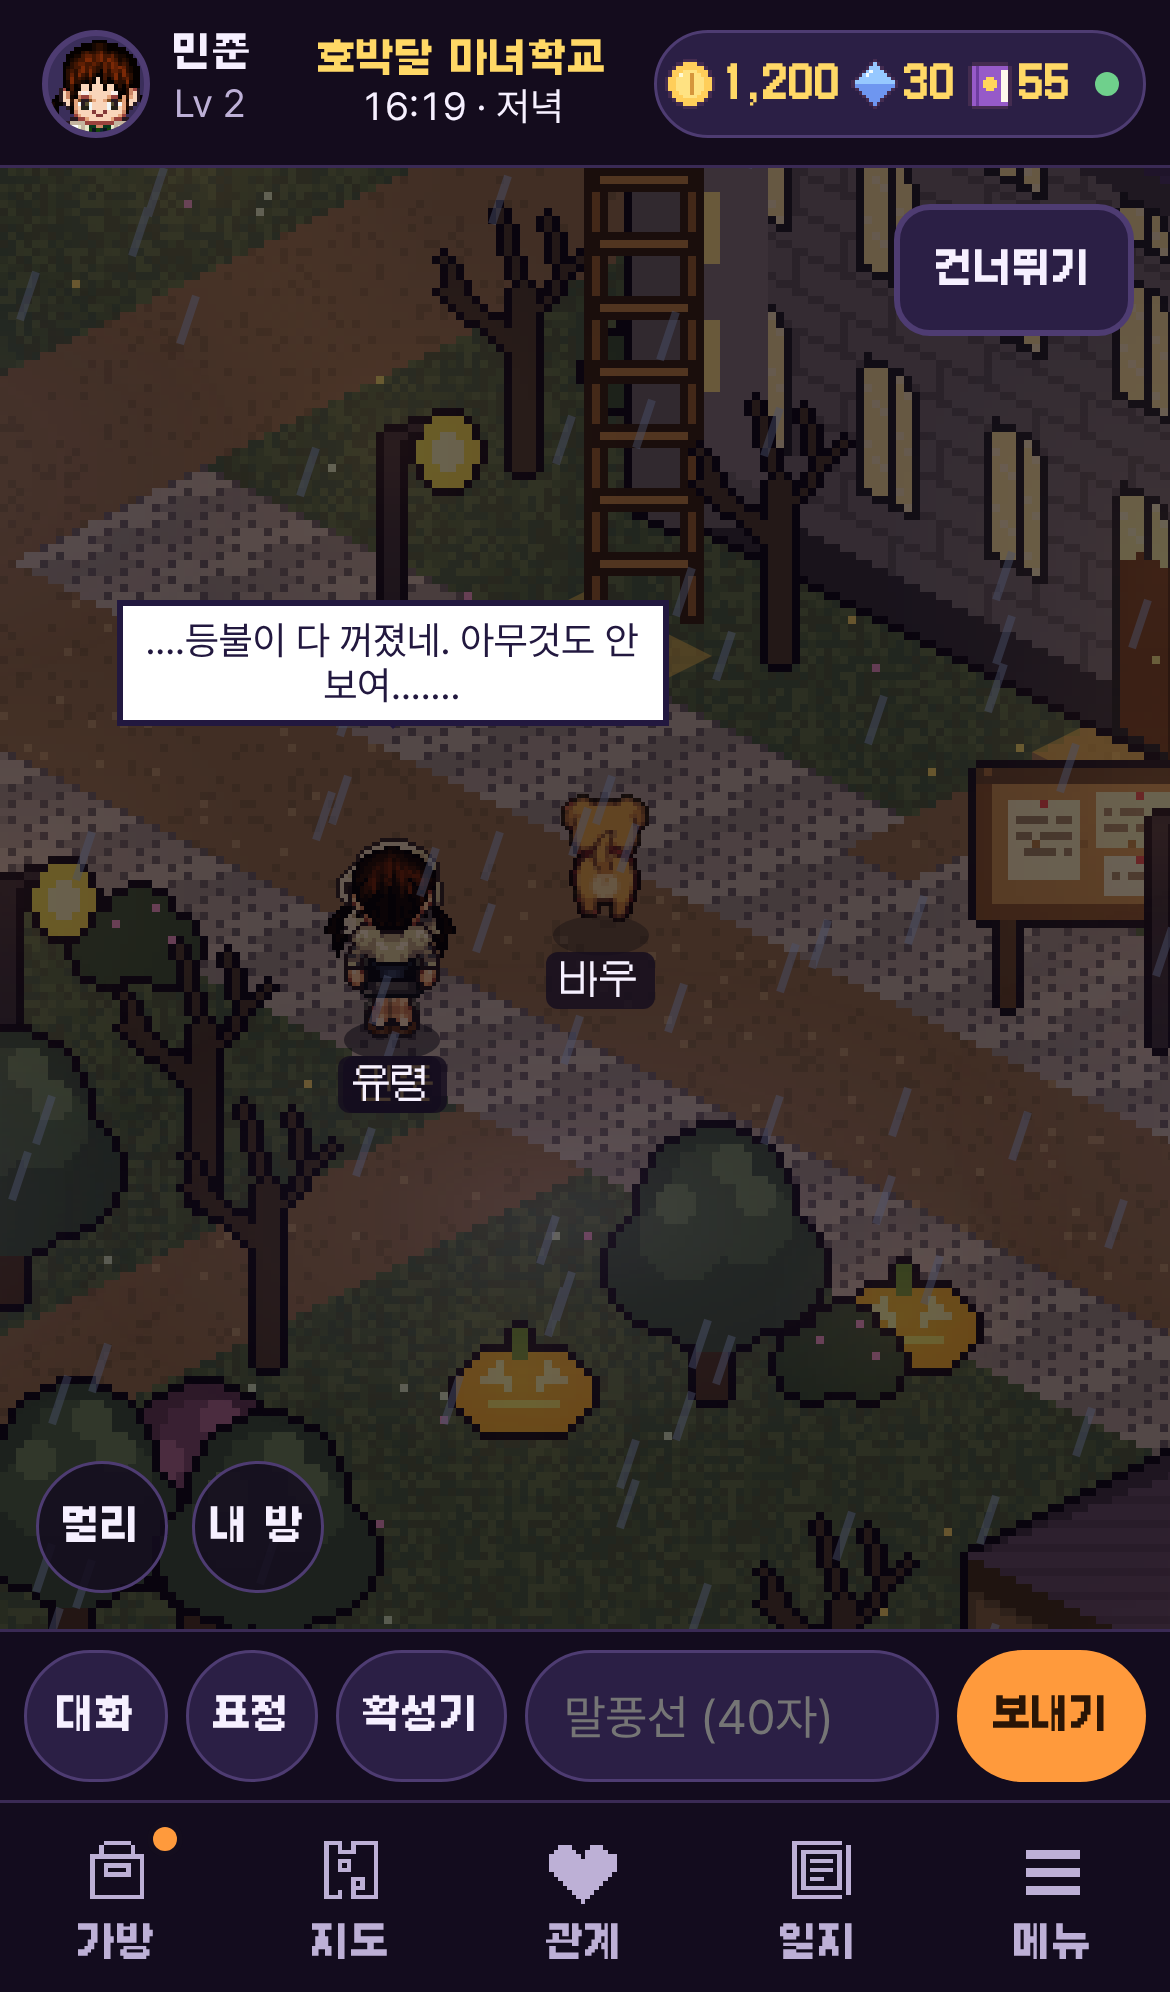 민준
Lv 2
호박달 마녀학교
16:19 · 저녁
1,200
30
55
건너뛰기
....등불이 다 꺼졌네. 아무것도 안
보여.......
바우
유령
멀리
내 방
대화
표정
확성기
말풍선 (40자)
보내기
가방
지도
관계
일지
메뉴